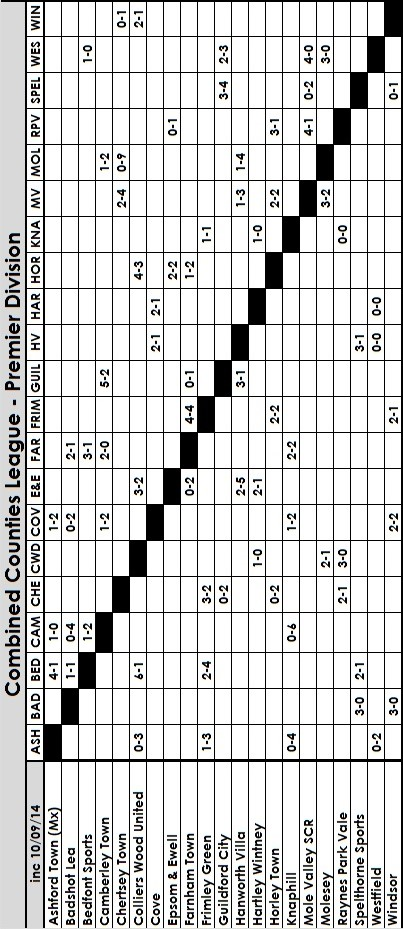 Combined Counties League - Premier Division
inc 10/09/14 ASH BAD BED CAM CHE CWD COV E&E FAR FRIM GUIL HV HAR HOR KNA MV MOL RPV SPEL WES WIN
Ashford Town (Mx) 4-1 1-0 1-2
Badshot Lea 1-1 0-4 0-2 2-1
Bedfont Sports 1-2 3-1 1-0
Camberley Town 1-2 2-0 5-2 1-2
Chertsey Town 2-4 0-9 0-1
Colliers Wood United 0-3 6-1 3-2 4-3 2-1
Cove 2-1 2-1
Epsom & Ewell 2-2 0-1
Farnham Town 0-2 4-4 0-1 1-2
Frimley Green 1-3 2-4 3-2 1-1
Guildford City 0-2 3-4 2-3
Hanworth Villa 2-5 3-1 1-3 1-4
Hartley Wintney 1-0 2-1 1-0
Horley Town 0-2 2-2 2-2 3-1
Knaphill 0-4 0-6 1-2 2-2
Mole Valley SCR 4-1 0-2 4-0
Molesey 2-1 3-2 3-0
Raynes Park Vale 2-1 3-0 0-0
Spelthorne Sports 3-0 2-1 3-1
Westfield 0-2 0-0 0-0
Windsor 3-0 2-2 2-1 0-1